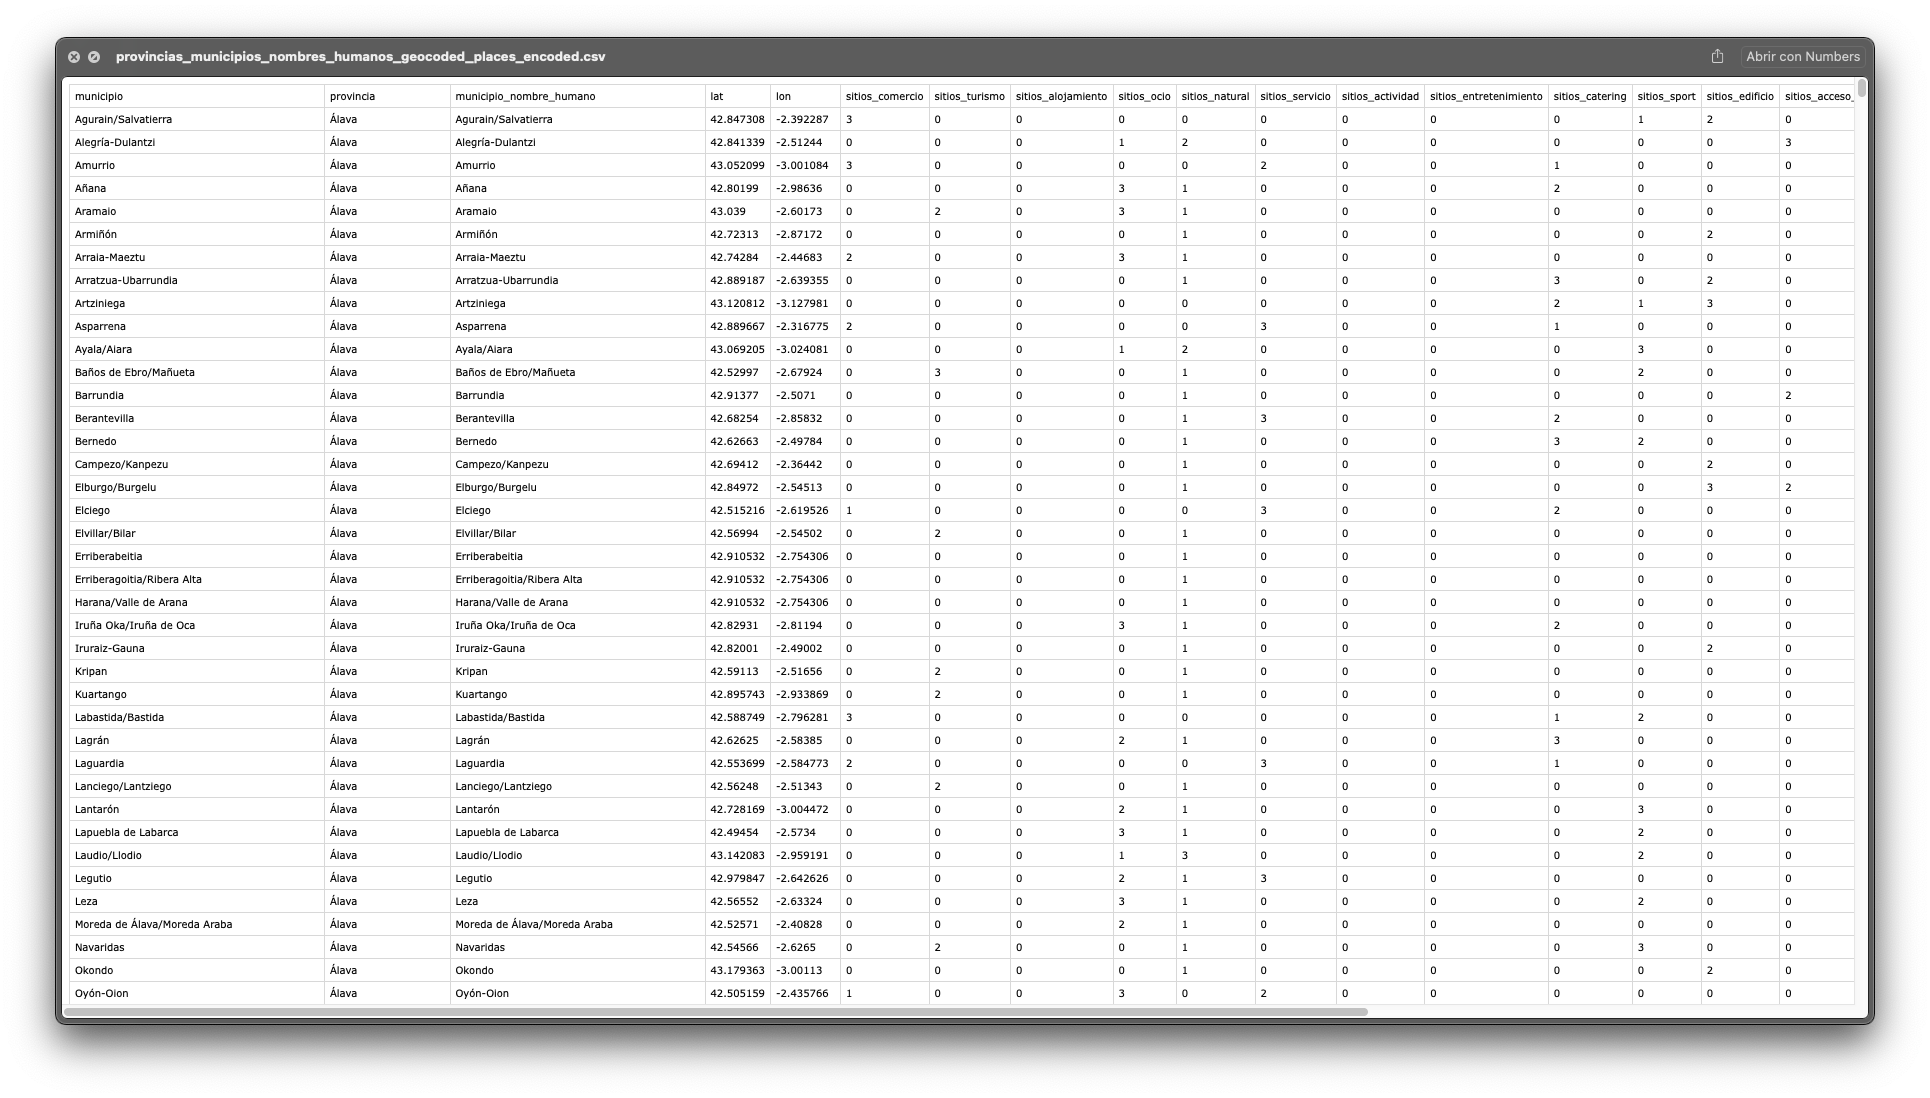 provincias_municipios_nombres_humanos_geocoded_places_encoded.csv Abrir con Numbers
municipio provincia municipio_nombre_humano lat lon sitios_comercio sitios_turismo sitios_alojamiento sitios_ocio sitios_natural sitios_servicio sitios_actividad sitios_entretenimiento sitios_catering sitios_sport sitios_edificio sitios_acceso_
Agurain/Salvatierra Álava Agurain/Salvatierra 42.847308 -2.392287 3 0 0 0 0 0 0 0 0 1 2 0
Alegría-Dulantzi Álava Alegría-Dulantzi 42.841339 -2.51244 0 0 0 1 2 0 0 0 0 0 0 3
Amurrio Álava Amurrio 43.052099 -3.001084 3 0 0 0 0 2 0 0 1 0 0 0
Añana Álava Añana 42.80199 -2.98636 0 0 0 3 1 0 0 0 2 0 0 0
Aramaio Álava Aramaio 43.039 -2.60173 0 2 0 3 1 0 0 0 0 0 0 0
Armiñón Álava Armiñón 42.72313 -2.87172 0 0 0 0 1 0 0 0 0 0 2 0
Arraia-Maeztu Álava Arraia-Maeztu 42.74284 -2.44683 2 0 0 3 1 0 0 0 0 0 0 0
Arratzua-Ubarrundia Álava Arratzua-Ubarrundia 42.889187 -2.639355 0 0 0 0 1 0 0 0 3 0 2 0
Artziniega Álava Artziniega 43.120812 -3.127981 0 0 0 0 0 0 0 0 2 1 3 0
Asparrena Álava Asparrena 42.889667 -2.316775 2 0 0 0 0 3 0 0 1 0 0 0
Ayala/Aiara Álava Ayala/Aiara 43.069205 -3.024081 0 0 0 1 2 0 0 0 0 3 0 0
Baños de Ebro/Mañueta Álava Baños de Ebro/Mañueta 42.52997 -2.67924 0 3 0 0 1 0 0 0 0 2 0 0
Barrundia Álava Barrundia 42.91377 -2.5071 0 0 0 0 1 0 0 0 0 0 0 2
Berantevilla Álava Berantevilla 42.68254 -2.85832 0 0 0 0 1 3 0 0 2 0 0 0
Bernedo Álava Bernedo 42.62663 -2.49784 0 0 0 0 1 0 0 0 3 2 0 0
Campezo/Kanpezu Álava Campezo/Kanpezu 42.69412 -2.36442 0 0 0 0 1 0 0 0 0 0 2 0
Elburgo/Burgelu Álava Elburgo/Burgelu 42.84972 -2.54513 0 0 0 0 1 0 0 0 0 0 3 2
Elciego Álava Elciego 42.515216 -2.619526 1 0 0 0 0 3 0 0 2 0 0 0
Elvillar/Bilar Álava Elvillar/Bilar 42.56994 -2.54502 0 2 0 0 1 0 0 0 0 0 0 0
Erriberabeitia Álava Erriberabeitia 42.910532 -2.754306 0 0 0 0 1 0 0 0 0 0 0 0
Erriberagoitia/Ribera Alta Álava Erriberagoitia/Ribera Alta 42.910532 -2.754306 0 0 0 0 1 0 0 0 0 0 0 0
Harana/Valle de Arana Álava Harana/Valle de Arana 42.910532 -2.754306 0 0 0 0 1 0 0 0 0 0 0 0
Iruña Oka/Iruña de Oca Álava Iruña Oka/Iruña de Oca 42.82931 -2.81194 0 0 0 3 1 0 0 0 2 0 0 0
Iruraiz-Gauna Álava Iruraiz-Gauna 42.82001 -2.49002 0 0 0 0 1 0 0 0 0 0 2 0
Kripan Álava Kripan 42.59113 -2.51656 0 2 0 0 1 0 0 0 0 0 0 0
Kuartango Álava Kuartango 42.895743 -2.933869 0 2 0 0 1 0 0 0 0 0 0 0
Labastida/Bastida Álava Labastida/Bastida 42.588749 -2.796281 3 0 0 0 0 0 0 0 1 2 0 0
Lagrán Álava Lagrán 42.62625 -2.58385 0 0 0 2 1 0 0 0 3 0 0 0
Laguardia Álava Laguardia 42.553699 -2.584773 2 0 0 0 0 3 0 0 1 0 0 0
Lanciego/Lantziego Álava Lanciego/Lantziego 42.56248 -2.51343 0 2 0 0 1 0 0 0 0 0 0 0
Lantarón Álava Lantarón 42.728169 -3.004472 0 0 0 2 1 0 0 0 0 3 0 0
Lapuebla de Labarca Álava Lapuebla de Labarca 42.49454 -2.5734 0 0 0 3 1 0 0 0 0 2 0 0
Laudio/Llodio Álava Laudio/Llodio 43.142083 -2.959191 0 0 0 1 3 0 0 0 0 2 0 0
Legutio Álava Legutio 42.979847 -2.642626 0 0 0 2 1 3 0 0 0 0 0 0
Leza Álava Leza 42.56552 -2.63324 0 0 0 3 1 0 0 0 0 2 0 0
Moreda de Álava/Moreda Araba Álava Moreda de Álava/Moreda Araba 42.52571 -2.40828 0 0 0 2 1 0 0 0 0 0 0 0
Navaridas Álava Navaridas 42.54566 -2.6265 0 2 0 0 1 0 0 0 0 3 0 0
Okondo Álava Okondo 43.179363 -3.00113 0 0 0 0 1 0 0 0 0 0 2 0
Oyón-Oion Álava Oyón-Oion 42.505159 -2.435766 1 0 0 3 0 2 0 0 0 0 0 0